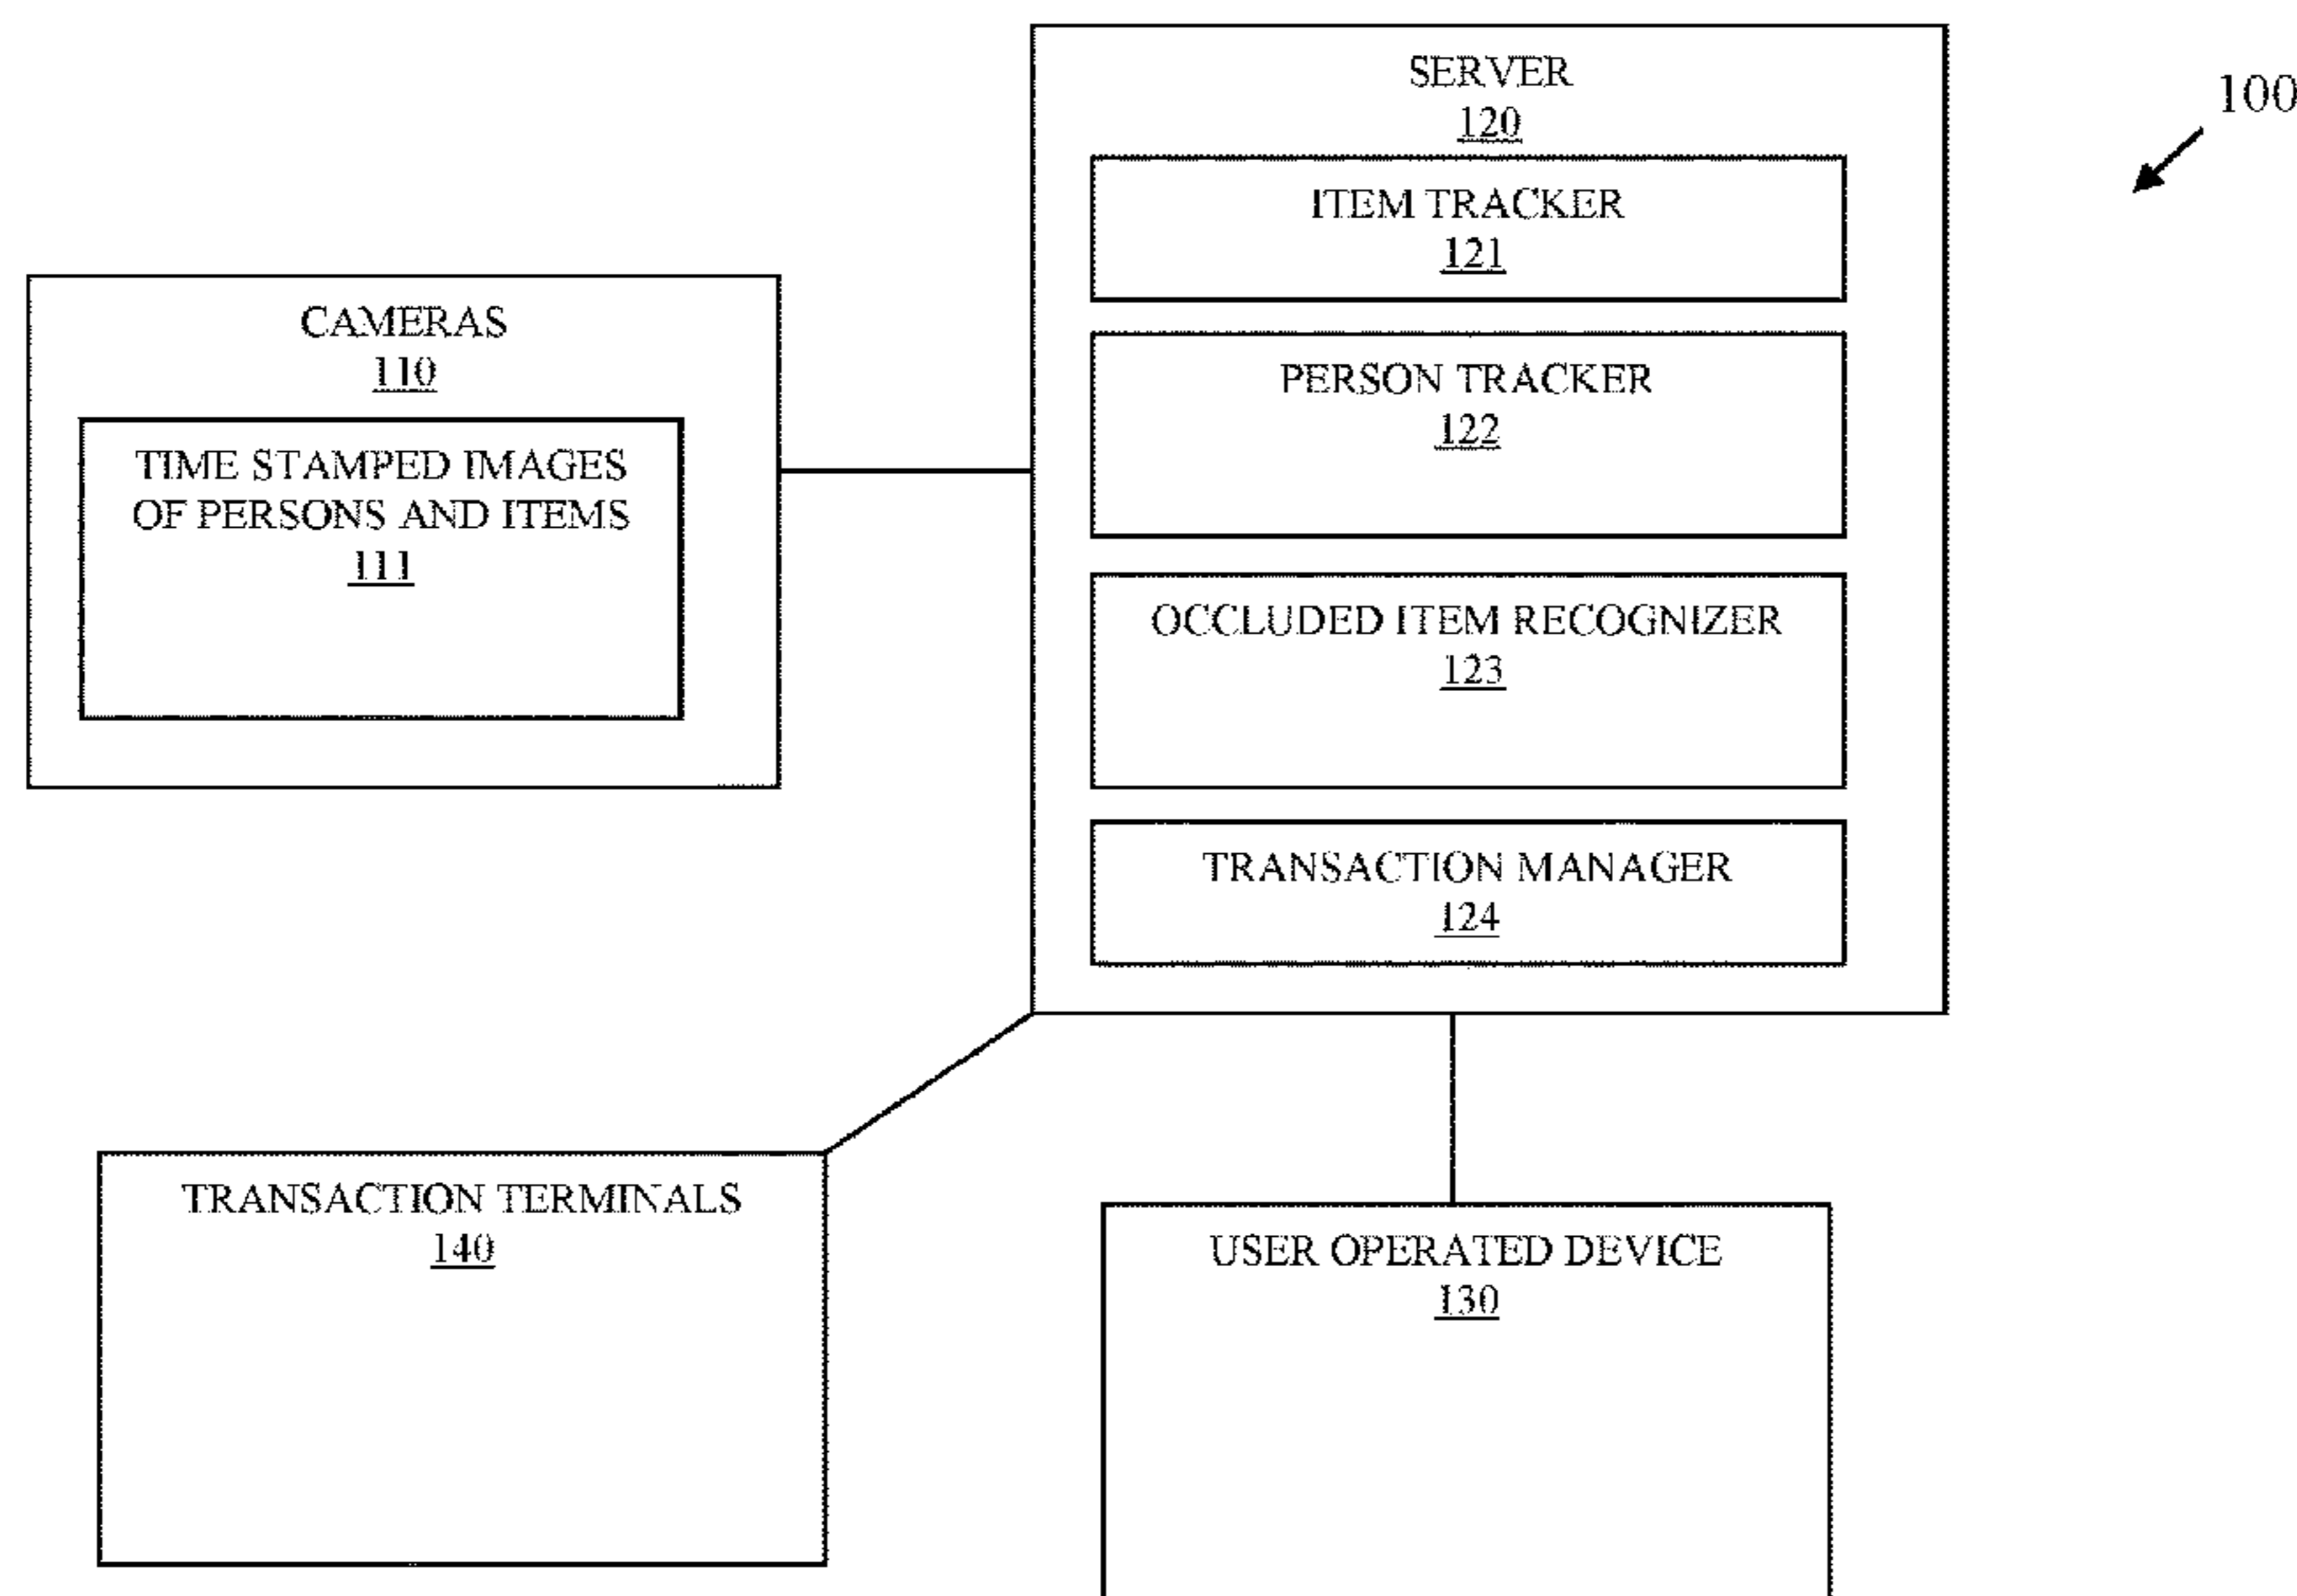 100
SERVER
120
ITEM TRACKER
121
PERSON TRACKER
122
OCCLUDED ITEM RECOGNIZER
123
TRANSACTION MANAGER
124
CAMERAS
110
TIME STAMPED IMAGES
OF PERSONS AND ITEMS
111
TRANSACTION TERMINALS
140
USER OPERATED DEVICE
130